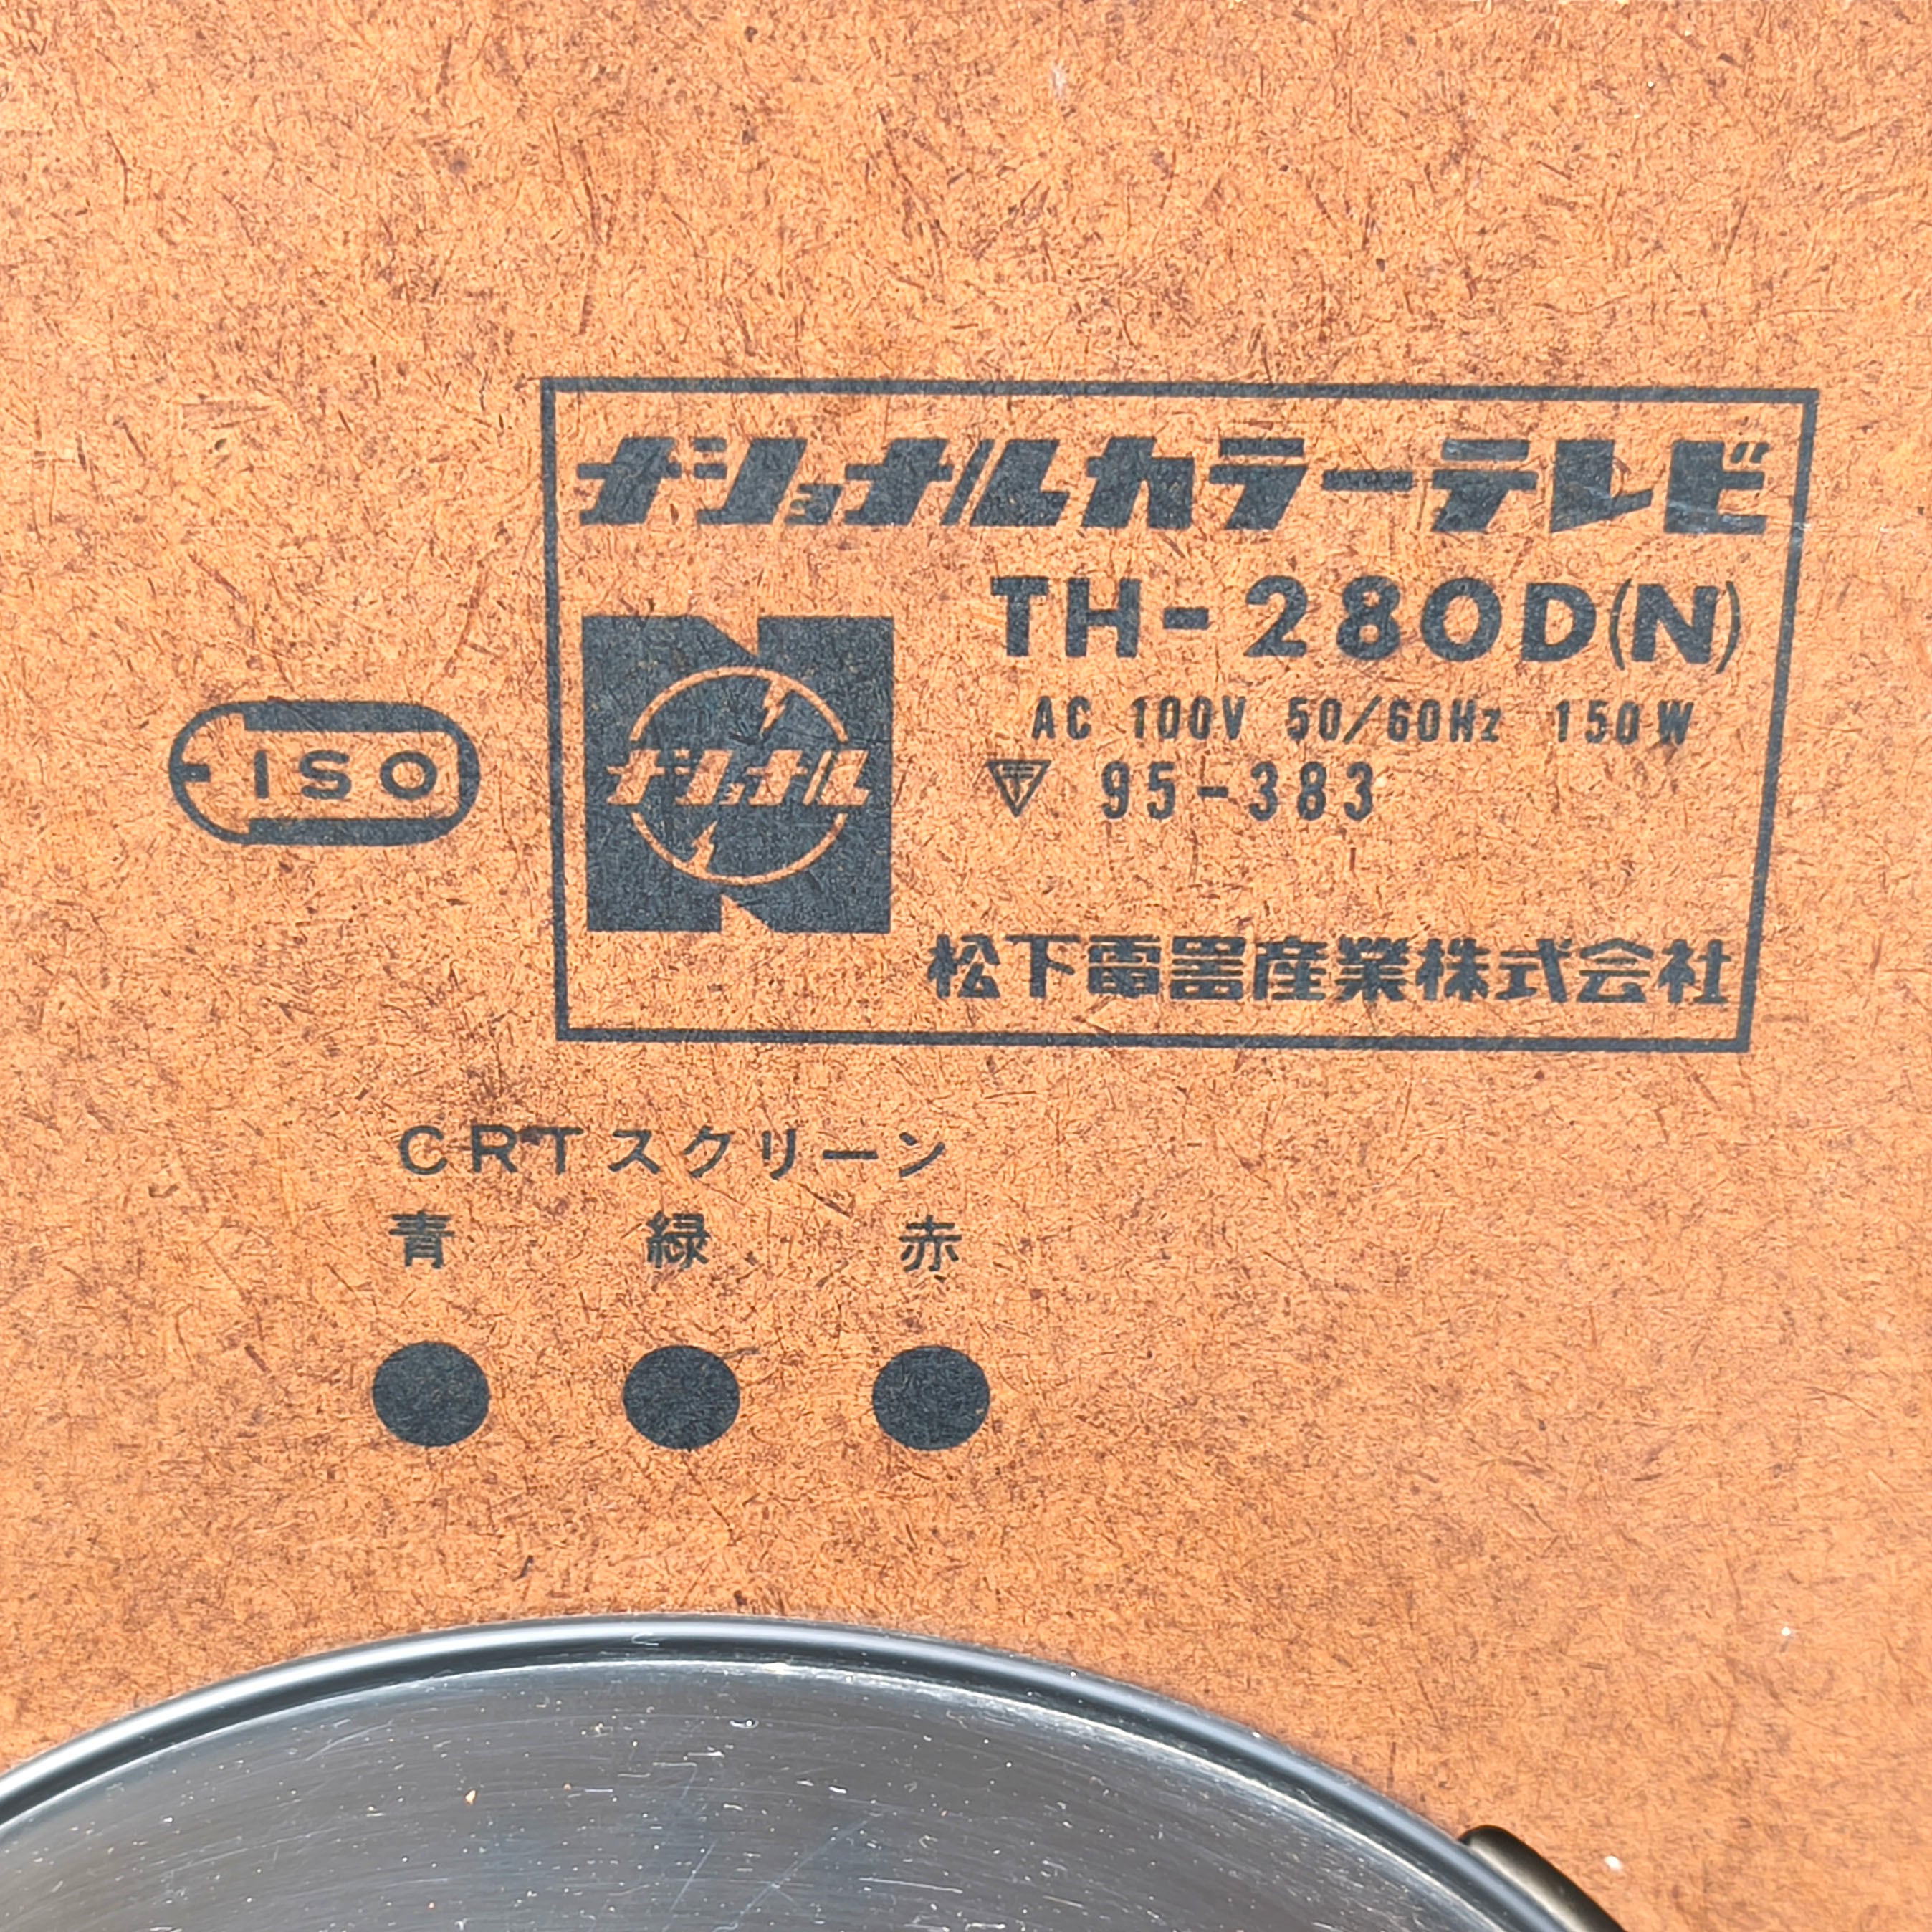 ナショナルカラーテレビ
TH-280D(N)
AC 100V 50/60Hz 150W
ナショナル
〒 95-383
ISO
松下電器産業株式会社
CRTスクリーン
青 緑 赤